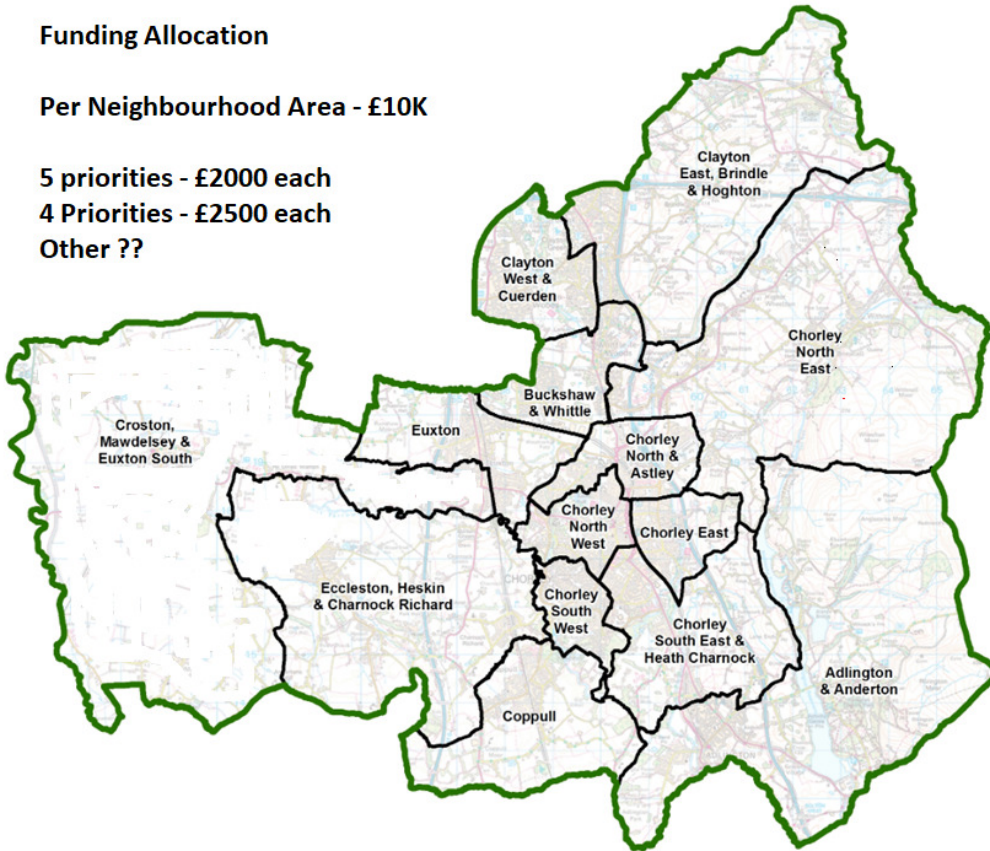 Funding Allocation
Per Neighbourhood Area - £10K
5 priorities - £2000 each
4 Priorities - £2500 each
Other ??
Clayton
East, Brindle
& Hoghton
Clayton
West &
Cuerden
Chorley
North
East
Buckshaw
& Whittle
Croston,
Mawdelsey &
Euxton South
Euxton
Chorley
North &
Astley
Chorley
North
West
Chorley East
Eccleston, Heskin
& Charnock Richard
Chorley
South
West
Chorley
South East &
Heath Charnock
Adlington
& Anderton
Coppull